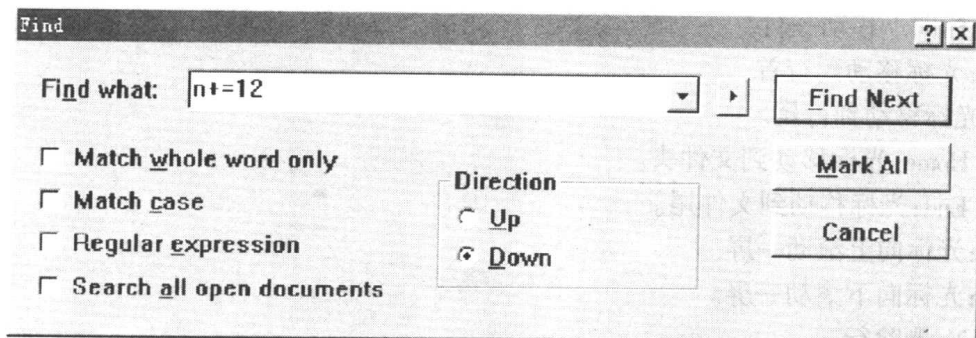 Find
Find what: n+=12
Find Next
Match whole word only
Mark All
Match case
Direction
Up
Cancel
Regular expression
Down
Search all open documents